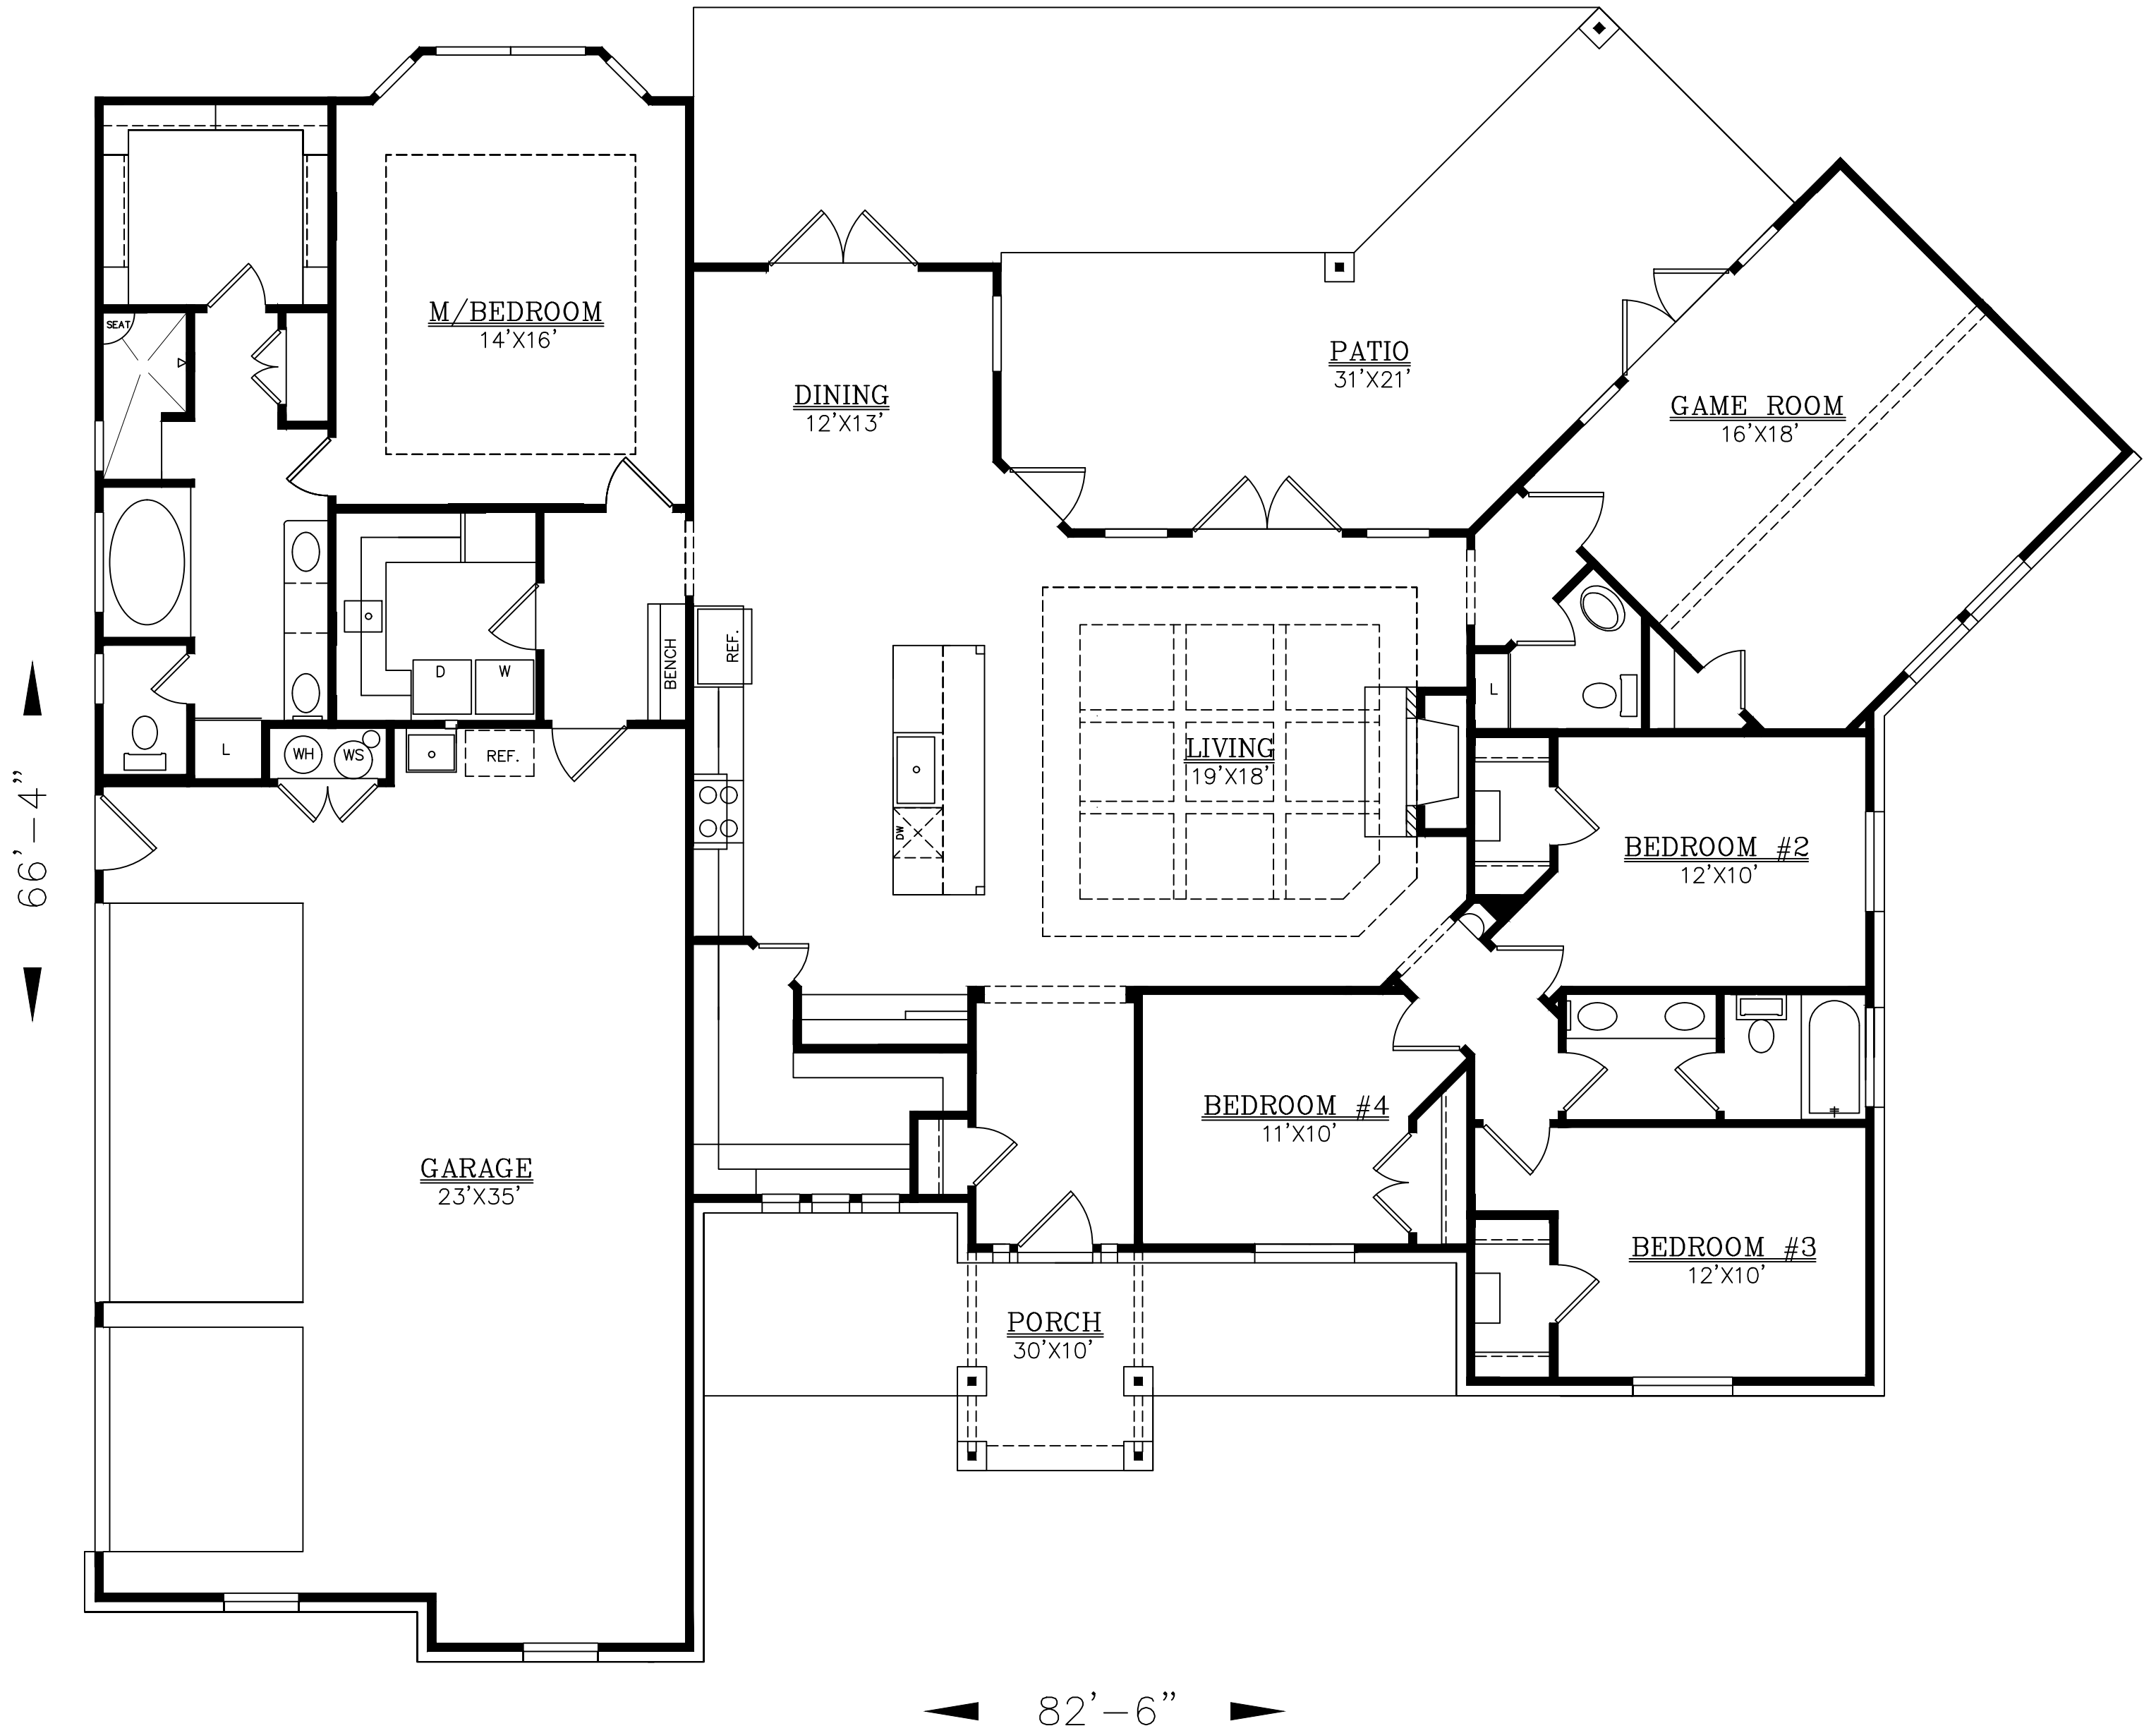 SEAT
M/BEDROOM
14'X16'
DINING
12'X13'
PATIO
31'X21'
GAME ROOM
16'X18'
REF.
BENCH
D
W
L
L
WH
WS
REF.
LIVING
19'X18'
DW
BEDROOM #2
12'X10'
66'-4"
BEDROOM #4
11'X10'
GARAGE
23'X35'
BEDROOM #3
12'X10'
PORCH
30'X10'
82'-6"